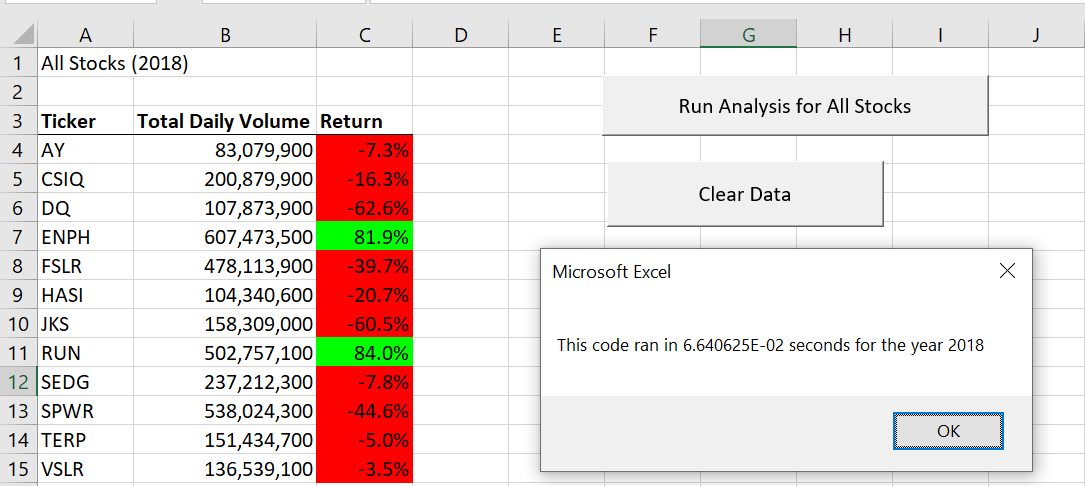 A B C D E F G H I J
1 All Stocks (2018)
2
Run Analysis for All Stocks
3 Ticker Total Daily Volume Return
4 AY 83,079,900 -7.3%
5 CSIQ 200,879,900 -16.3%
Clear Data
6 DQ 107,873,900 -62.6%
7 ENPH 607,473,500 81.9%
8 FSLR 478,113,900 -39.7%
Microsoft Excel
9 HASI 104,340,600 -20.7%
10 JKS 158,309,000 -60.5%
11 RUN 502,757,100 84.0%
This code ran in 6.640625E-02 seconds for the year 2018
12 SEDG 237,212,300 -7.8%
13 SPWR 538,024,300 -44.6%
14 TERP 151,434,700 -5.0%
OK
15 VSLR 136,539,100 -3.5%